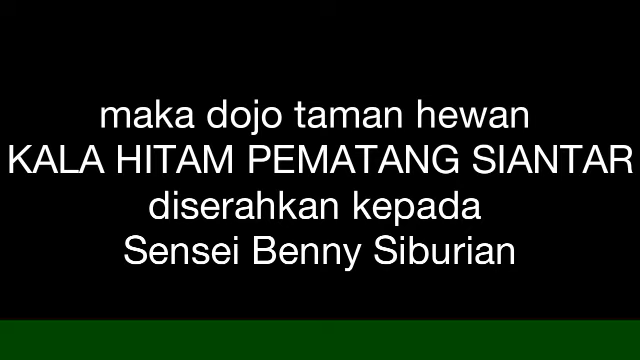 maka dojo taman hewan
KALA HITAM PEMATANG SIANTAR
diserahkan kepada
Sensei Benny Siburian